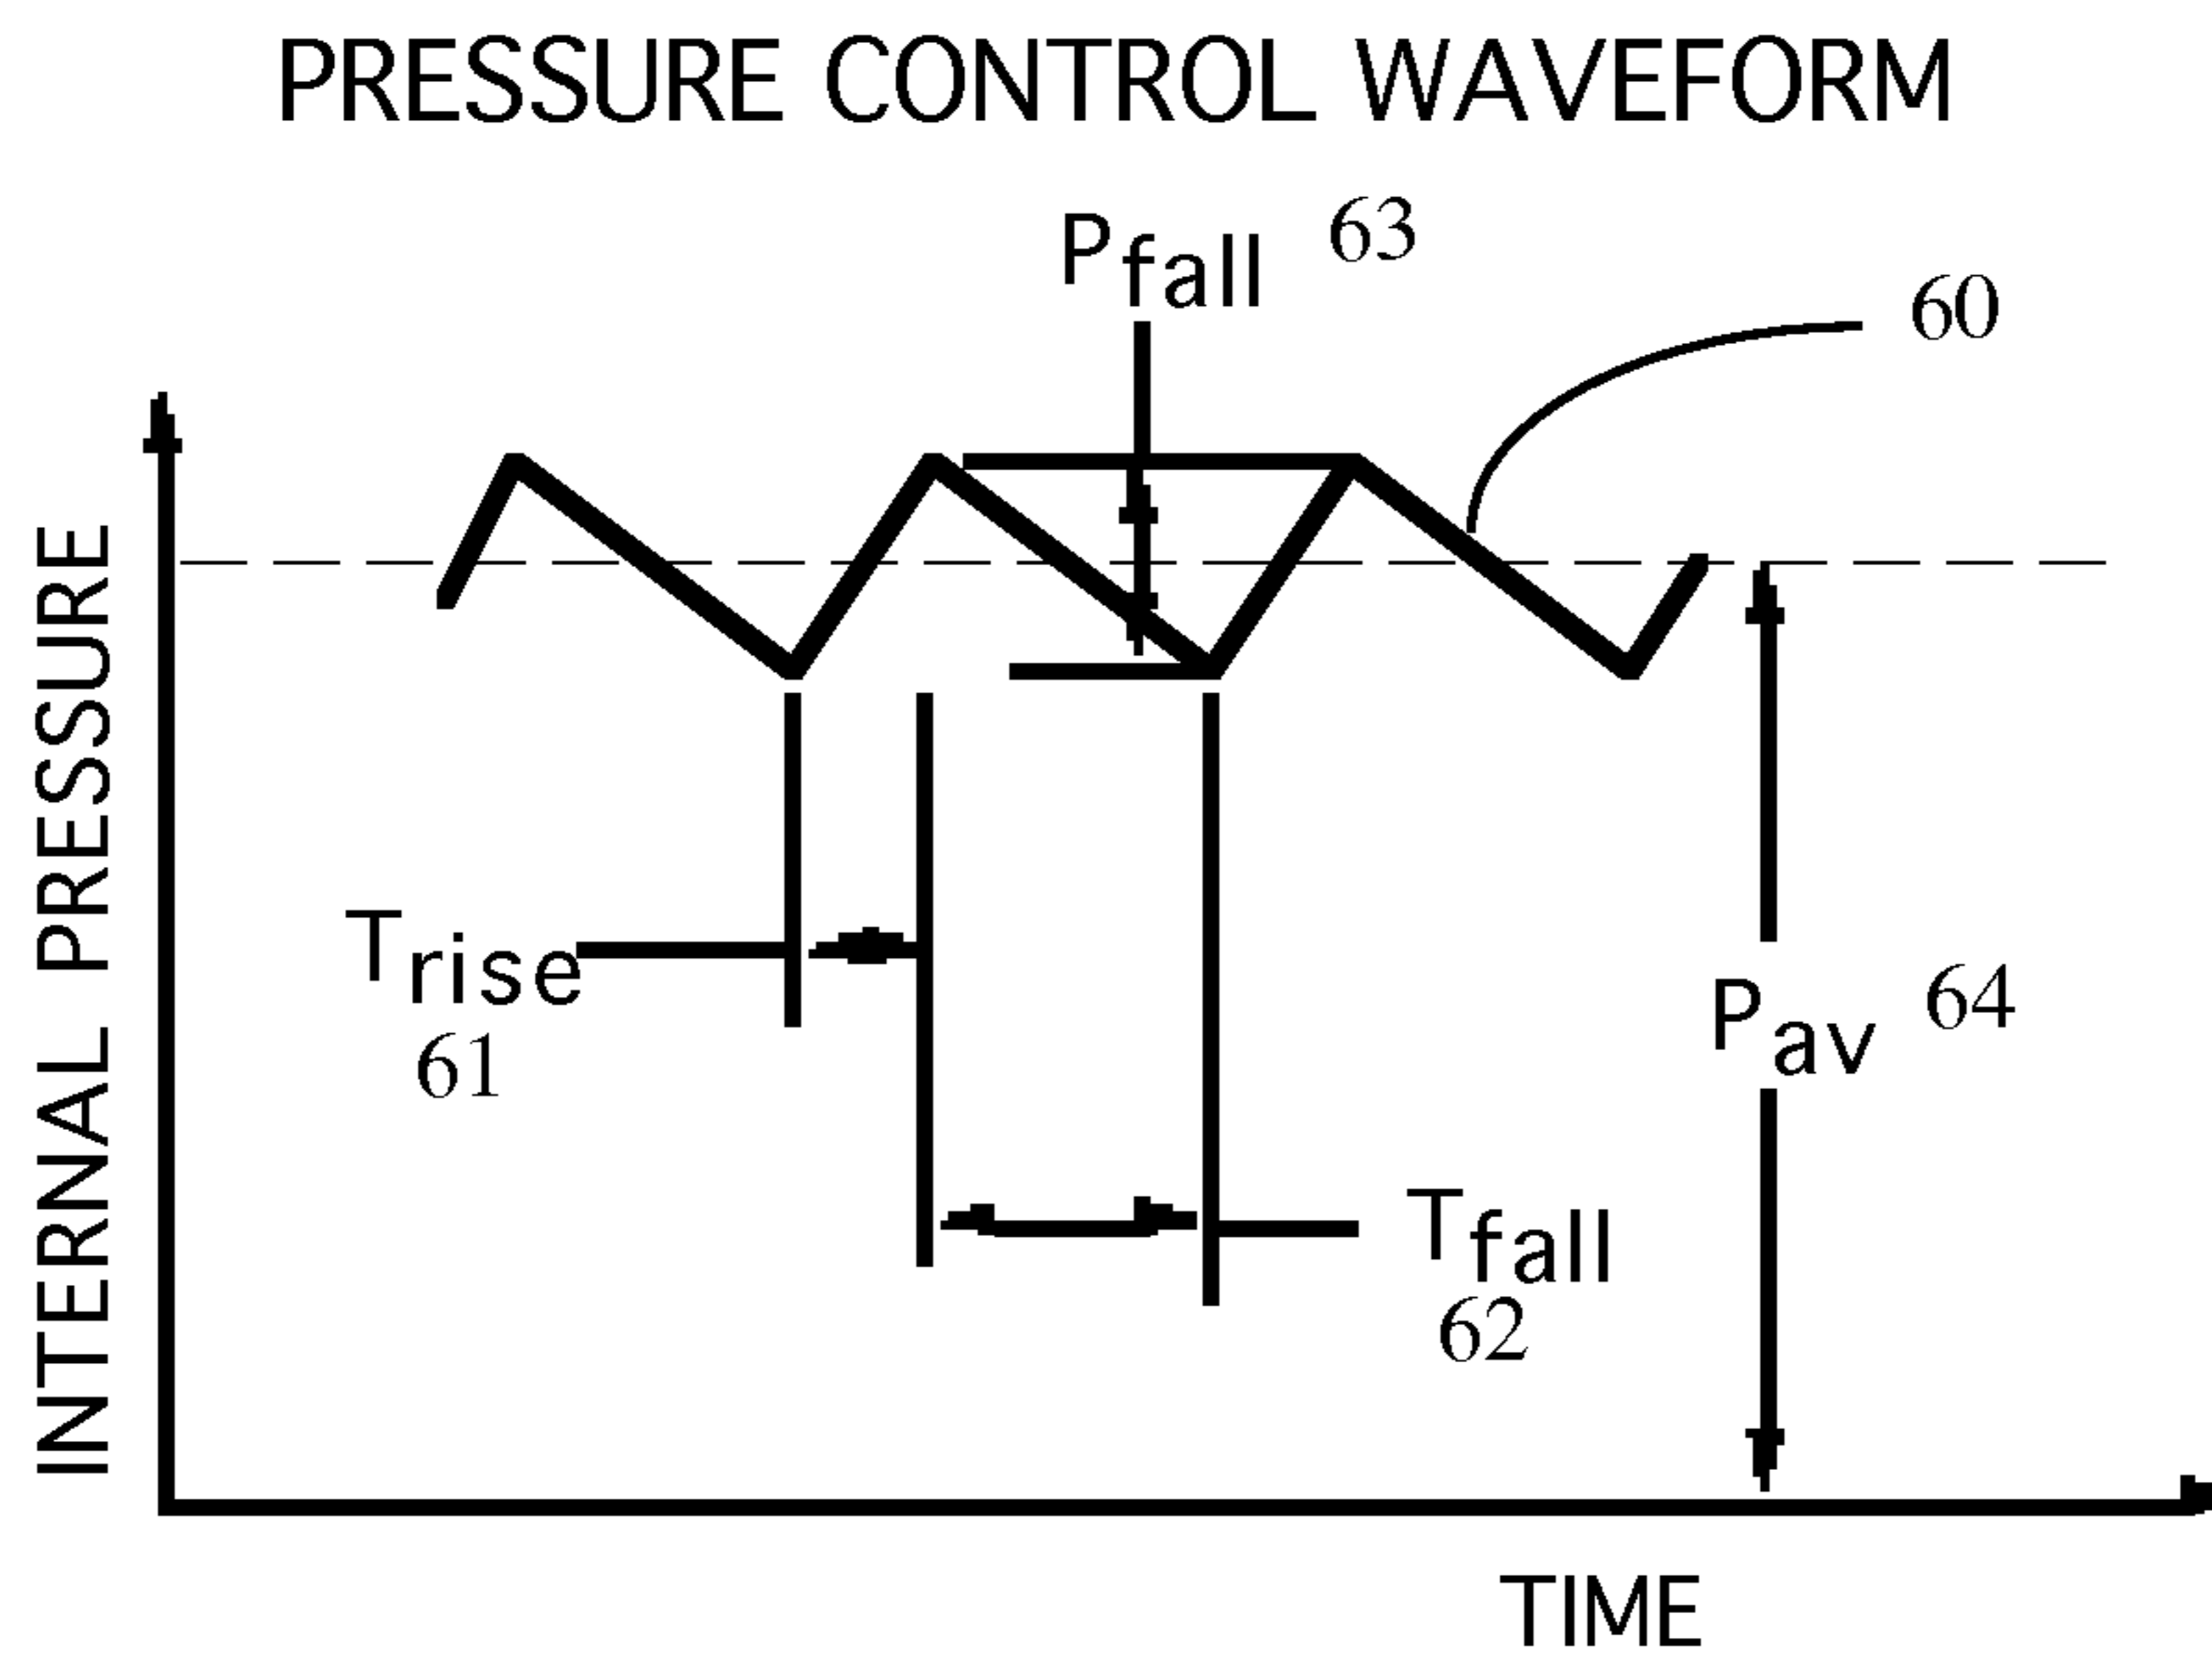 PRESSURE CONTROL WAVEFORM
Pfall 63
60
INTERNAL PRESSURE
Trise
61
Pav 64
Tfall
62
TIME